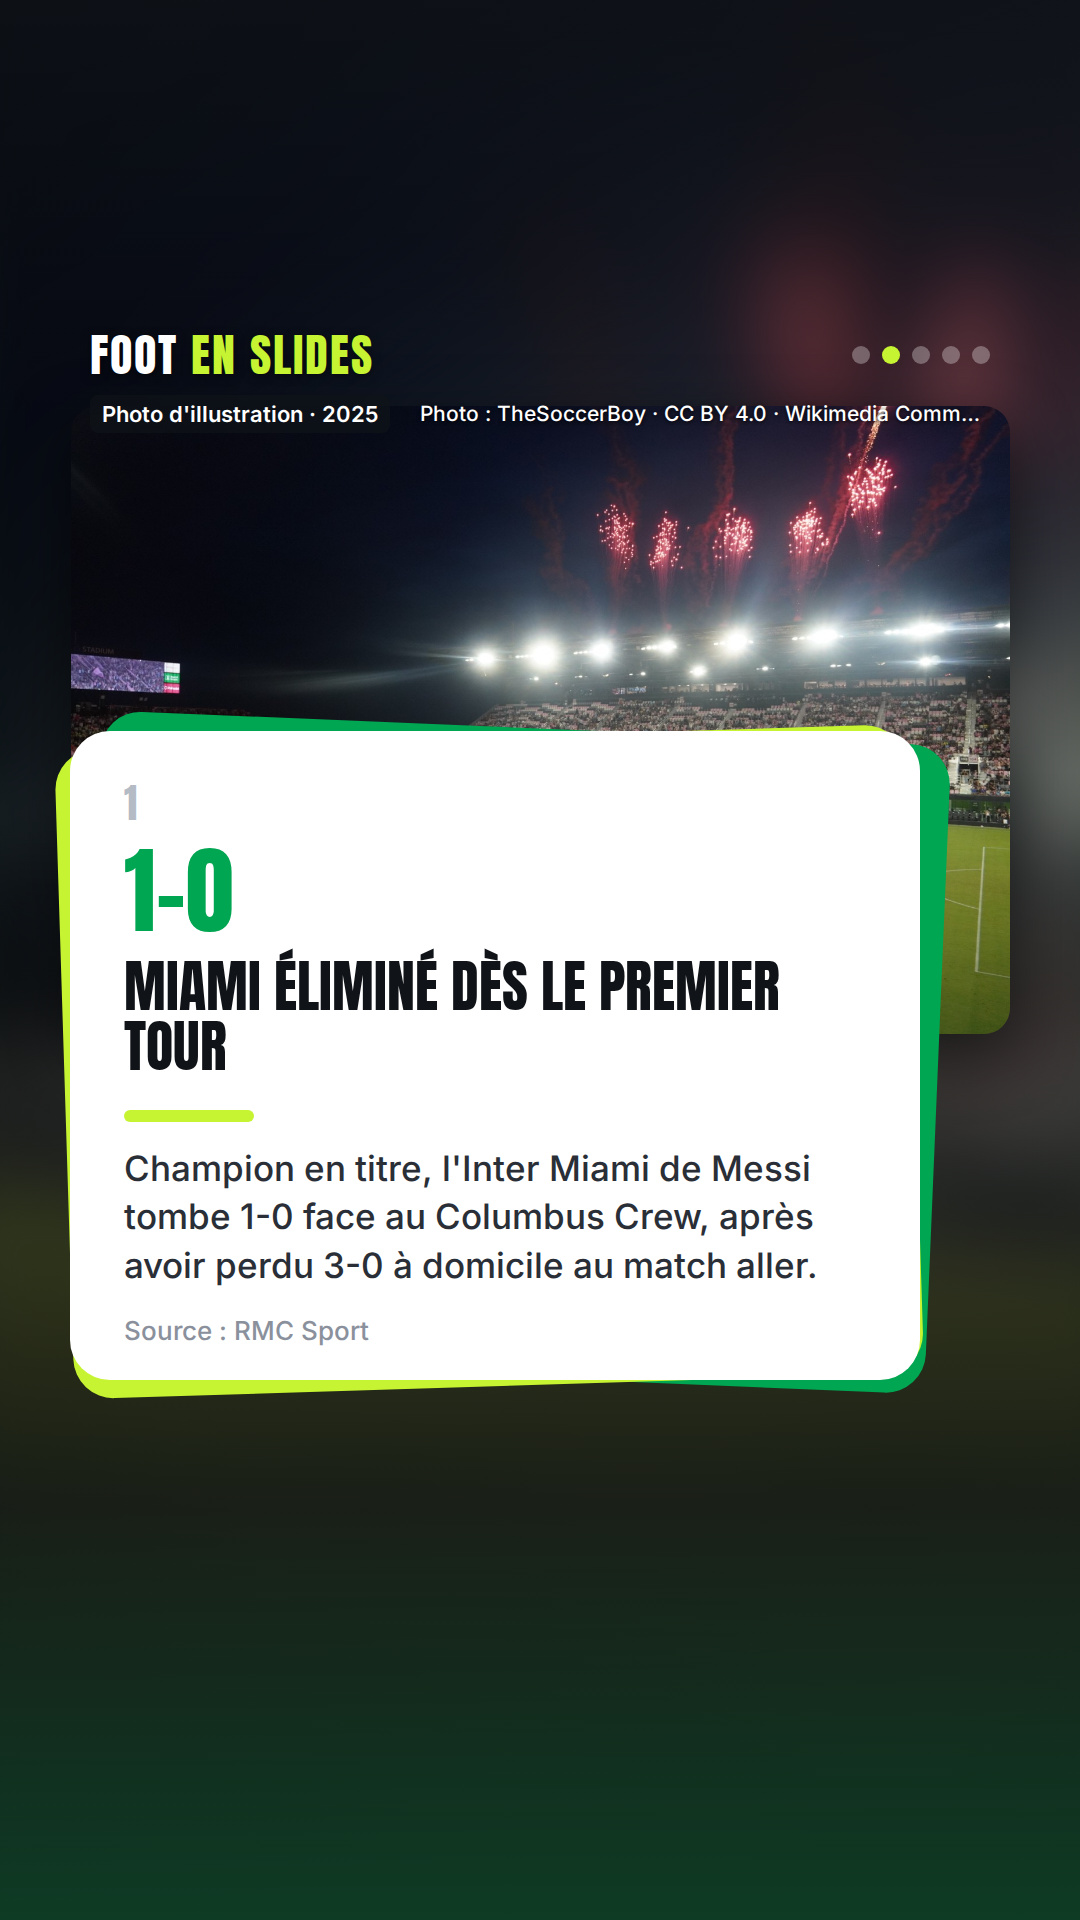 FOOT EN SLIDES
Photo d'illustration · 2025
Photo : TheSoccerBoy · CC BY 4.0 · Wikimedia Comm...
STADIUM
1
1-0
MIAMI ÉLIMINÉ DÈS LE PREMIER
TOUR
Champion en titre, l'Inter Miami de Messi
tombe 1-0 face au Columbus Crew, après
avoir perdu 3-0 à domicile au match aller.
Source : RMC Sport